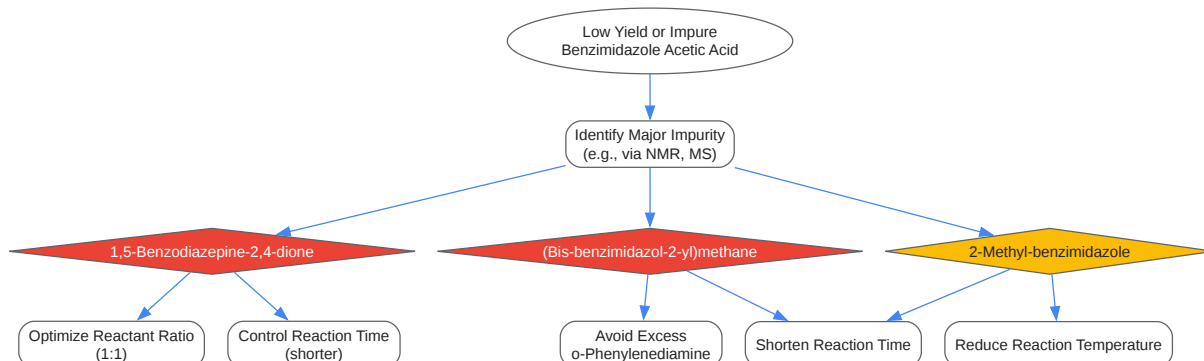 Low Yield or Impure
Benzimidazole Acetic Acid
Identify Major Impurity
(e.g., via NMR, MS)
1,5-Benzodiazepine-2,4-dione
(Bis-benzimidazol-2-yl)methane
2-Methyl-benzimidazole
Optimize Reactant Ratio
(1:1)
Control Reaction Time
(shorter)
Avoid Excess
o-Phenylenediamine
Shorten Reaction Time
Reduce Reaction Temperature